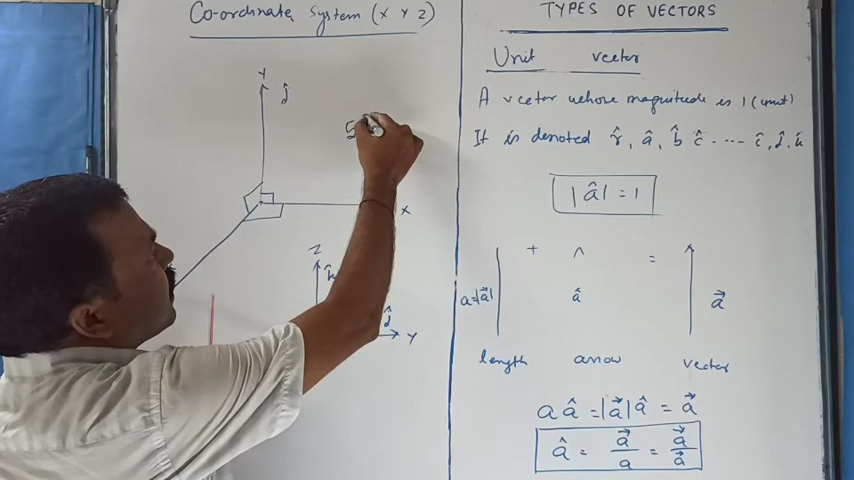 Co-ordinate System (X Y Z)
Y
ĵ
5
X
Z
k̂
ĵ
Y
TYPES OF VECTORS
Unit vector
A vector whose magnitude is 1 (unit)
It is denoted r̂, â, b̂ ĉ .... î, ĵ, k̂
|â| = 1
+ ^ =
a=|a⃗| â a⃗
length arrow vector
a â = |a⃗| â = a⃗
â = a⃗/a = a⃗/a⃗